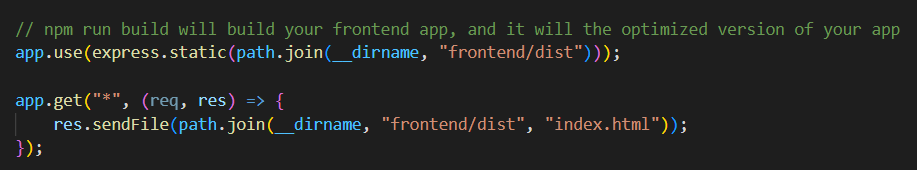 // npm run build will build your frontend app, and it will the optimized version of your app
app.use(express.static(path.join(__dirname, "frontend/dist")));
app.get("*", (req, res) => {
res.sendFile(path.join(__dirname, "frontend/dist", "index.html"));
});